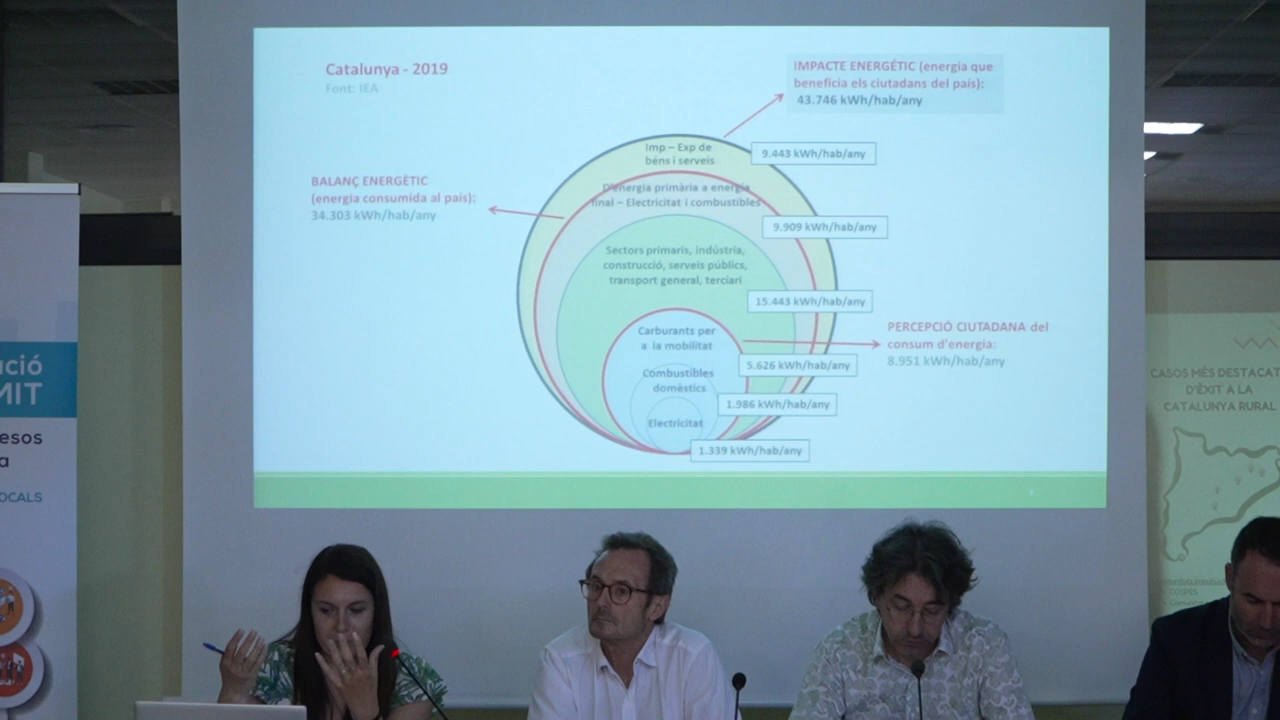 Catalunya - 2019
Font: IEA
IMPACTE ENERGÉTIC (energia que
beneficia els ciutadans del país):
43.746 kWh/hab/any
BALANÇ ENERGÈTIC
(energia consumida al país):
34.303 kWh/hab/any
Imp – Exp de
béns i serveis
9.443 kWh/hab/any
D'energia primària a energia
final – Electricitat i combustibles
9.909 kWh/hab/any
Sectors primaris, indústria,
construcció, serveis públics,
transport general, terciari
15.443 kWh/hab/any
Carburants per
a la mobilitat
5.626 kWh/hab/any
PERCEPCIÓ CIUTADANA del
consum d'energia:
8.951 kWh/hab/any
Combustibles
domèstics
1.986 kWh/hab/any
Electricitat
1.339 kWh/hab/any
ció
MIT
esos
a
OCALS
CASOS MÉS DESTACAT
D'ÈXIT A LA
CATALUNYA RURAL